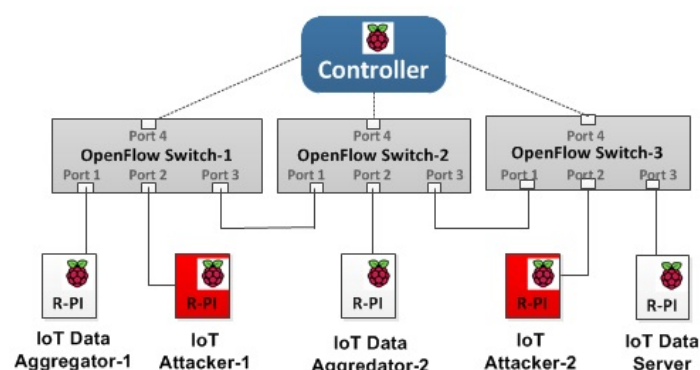 Controller
Port 4
OpenFlow Switch-1
Port 1 Port 2 Port 3
Port 4
OpenFlow Switch-2
Port 1 Port 2 Port 3
Port 4
OpenFlow Switch-3
Port 1 Port 2 Port 3
R-PI
R-PI
R-PI
R-PI
R-PI
IoT Data
Aggregator-1
IoT
Attacker-1
IoT Data
Aggredator-2
IoT
Attacker-2
IoT Data
Server